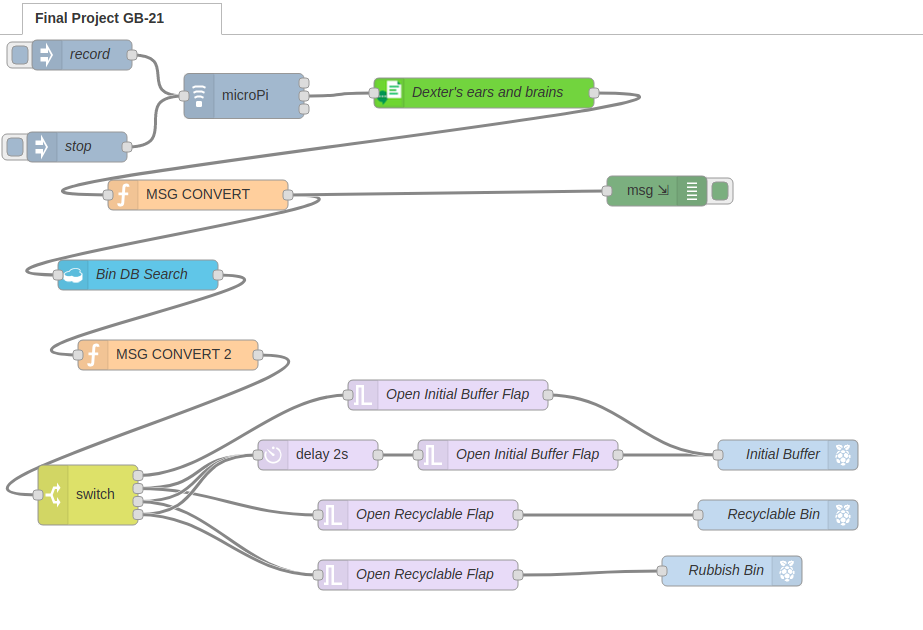 Final Project GB-21
record
microPi
Dexter's ears and brains
stop
MSG CONVERT
msg
Bin DB Search
MSG CONVERT 2
Open Initial Buffer Flap
delay 2s
Open Initial Buffer Flap
Initial Buffer
switch
Open Recyclable Flap
Recyclable Bin
Open Recyclable Flap
Rubbish Bin